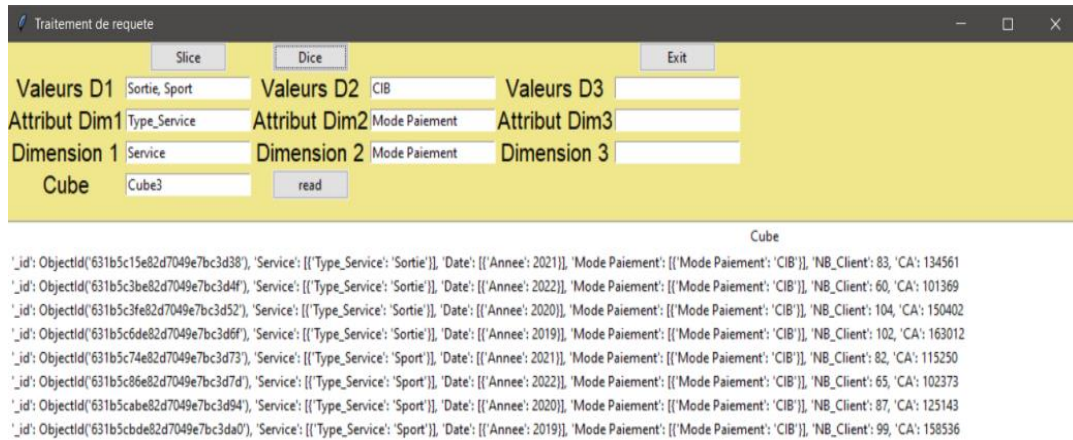 Traitement de requete
Slice Dice Exit
Valeurs D1 Sortie, Sport Valeurs D2 CIB Valeurs D3
Attribut Dim1 Type_Service Attribut Dim2 Mode Paiement Attribut Dim3
Dimension 1 Service Dimension 2 Mode Paiement Dimension 3
Cube Cube3 read
Cube
'_id': ObjectId('631b5c15e82d7049e7bc3d38'), 'Service': [{'Type_Service': 'Sortie'}], 'Date': [{'Annee': 2021}], 'Mode Paiement': [{'Mode Paiement': 'CIB'}], 'NB_Client': 83, 'CA': 134561
'_id': ObjectId('631b5c3be82d7049e7bc3d4f'), 'Service': [{'Type_Service': 'Sortie'}], 'Date': [{'Annee': 2022}], 'Mode Paiement': [{'Mode Paiement': 'CIB'}], 'NB_Client': 60, 'CA': 101369
'_id': ObjectId('631b5c3fe82d7049e7bc3d52'), 'Service': [{'Type_Service': 'Sortie'}], 'Date': [{'Annee': 2020}], 'Mode Paiement': [{'Mode Paiement': 'CIB'}], 'NB_Client': 104, 'CA': 150402
'_id': ObjectId('631b5c6de82d7049e7bc3d6f'), 'Service': [{'Type_Service': 'Sortie'}], 'Date': [{'Annee': 2019}], 'Mode Paiement': [{'Mode Paiement': 'CIB'}], 'NB_Client': 102, 'CA': 163012
'_id': ObjectId('631b5c74e82d7049e7bc3d73'), 'Service': [{'Type_Service': 'Sport'}], 'Date': [{'Annee': 2021}], 'Mode Paiement': [{'Mode Paiement': 'CIB'}], 'NB_Client': 82, 'CA': 115250
'_id': ObjectId('631b5c86e82d7049e7bc3d7d'), 'Service': [{'Type_Service': 'Sport'}], 'Date': [{'Annee': 2022}], 'Mode Paiement': [{'Mode Paiement': 'CIB'}], 'NB_Client': 65, 'CA': 102373
'_id': ObjectId('631b5cabe82d7049e7bc3d94'), 'Service': [{'Type_Service': 'Sport'}], 'Date': [{'Annee': 2020}], 'Mode Paiement': [{'Mode Paiement': 'CIB'}], 'NB_Client': 87, 'CA': 125143
'_id': ObjectId('631b5cbde82d7049e7bc3da0'), 'Service': [{'Type_Service': 'Sport'}], 'Date': [{'Annee': 2019}], 'Mode Paiement': [{'Mode Paiement': 'CIB'}], 'NB_Client': 99, 'CA': 158536